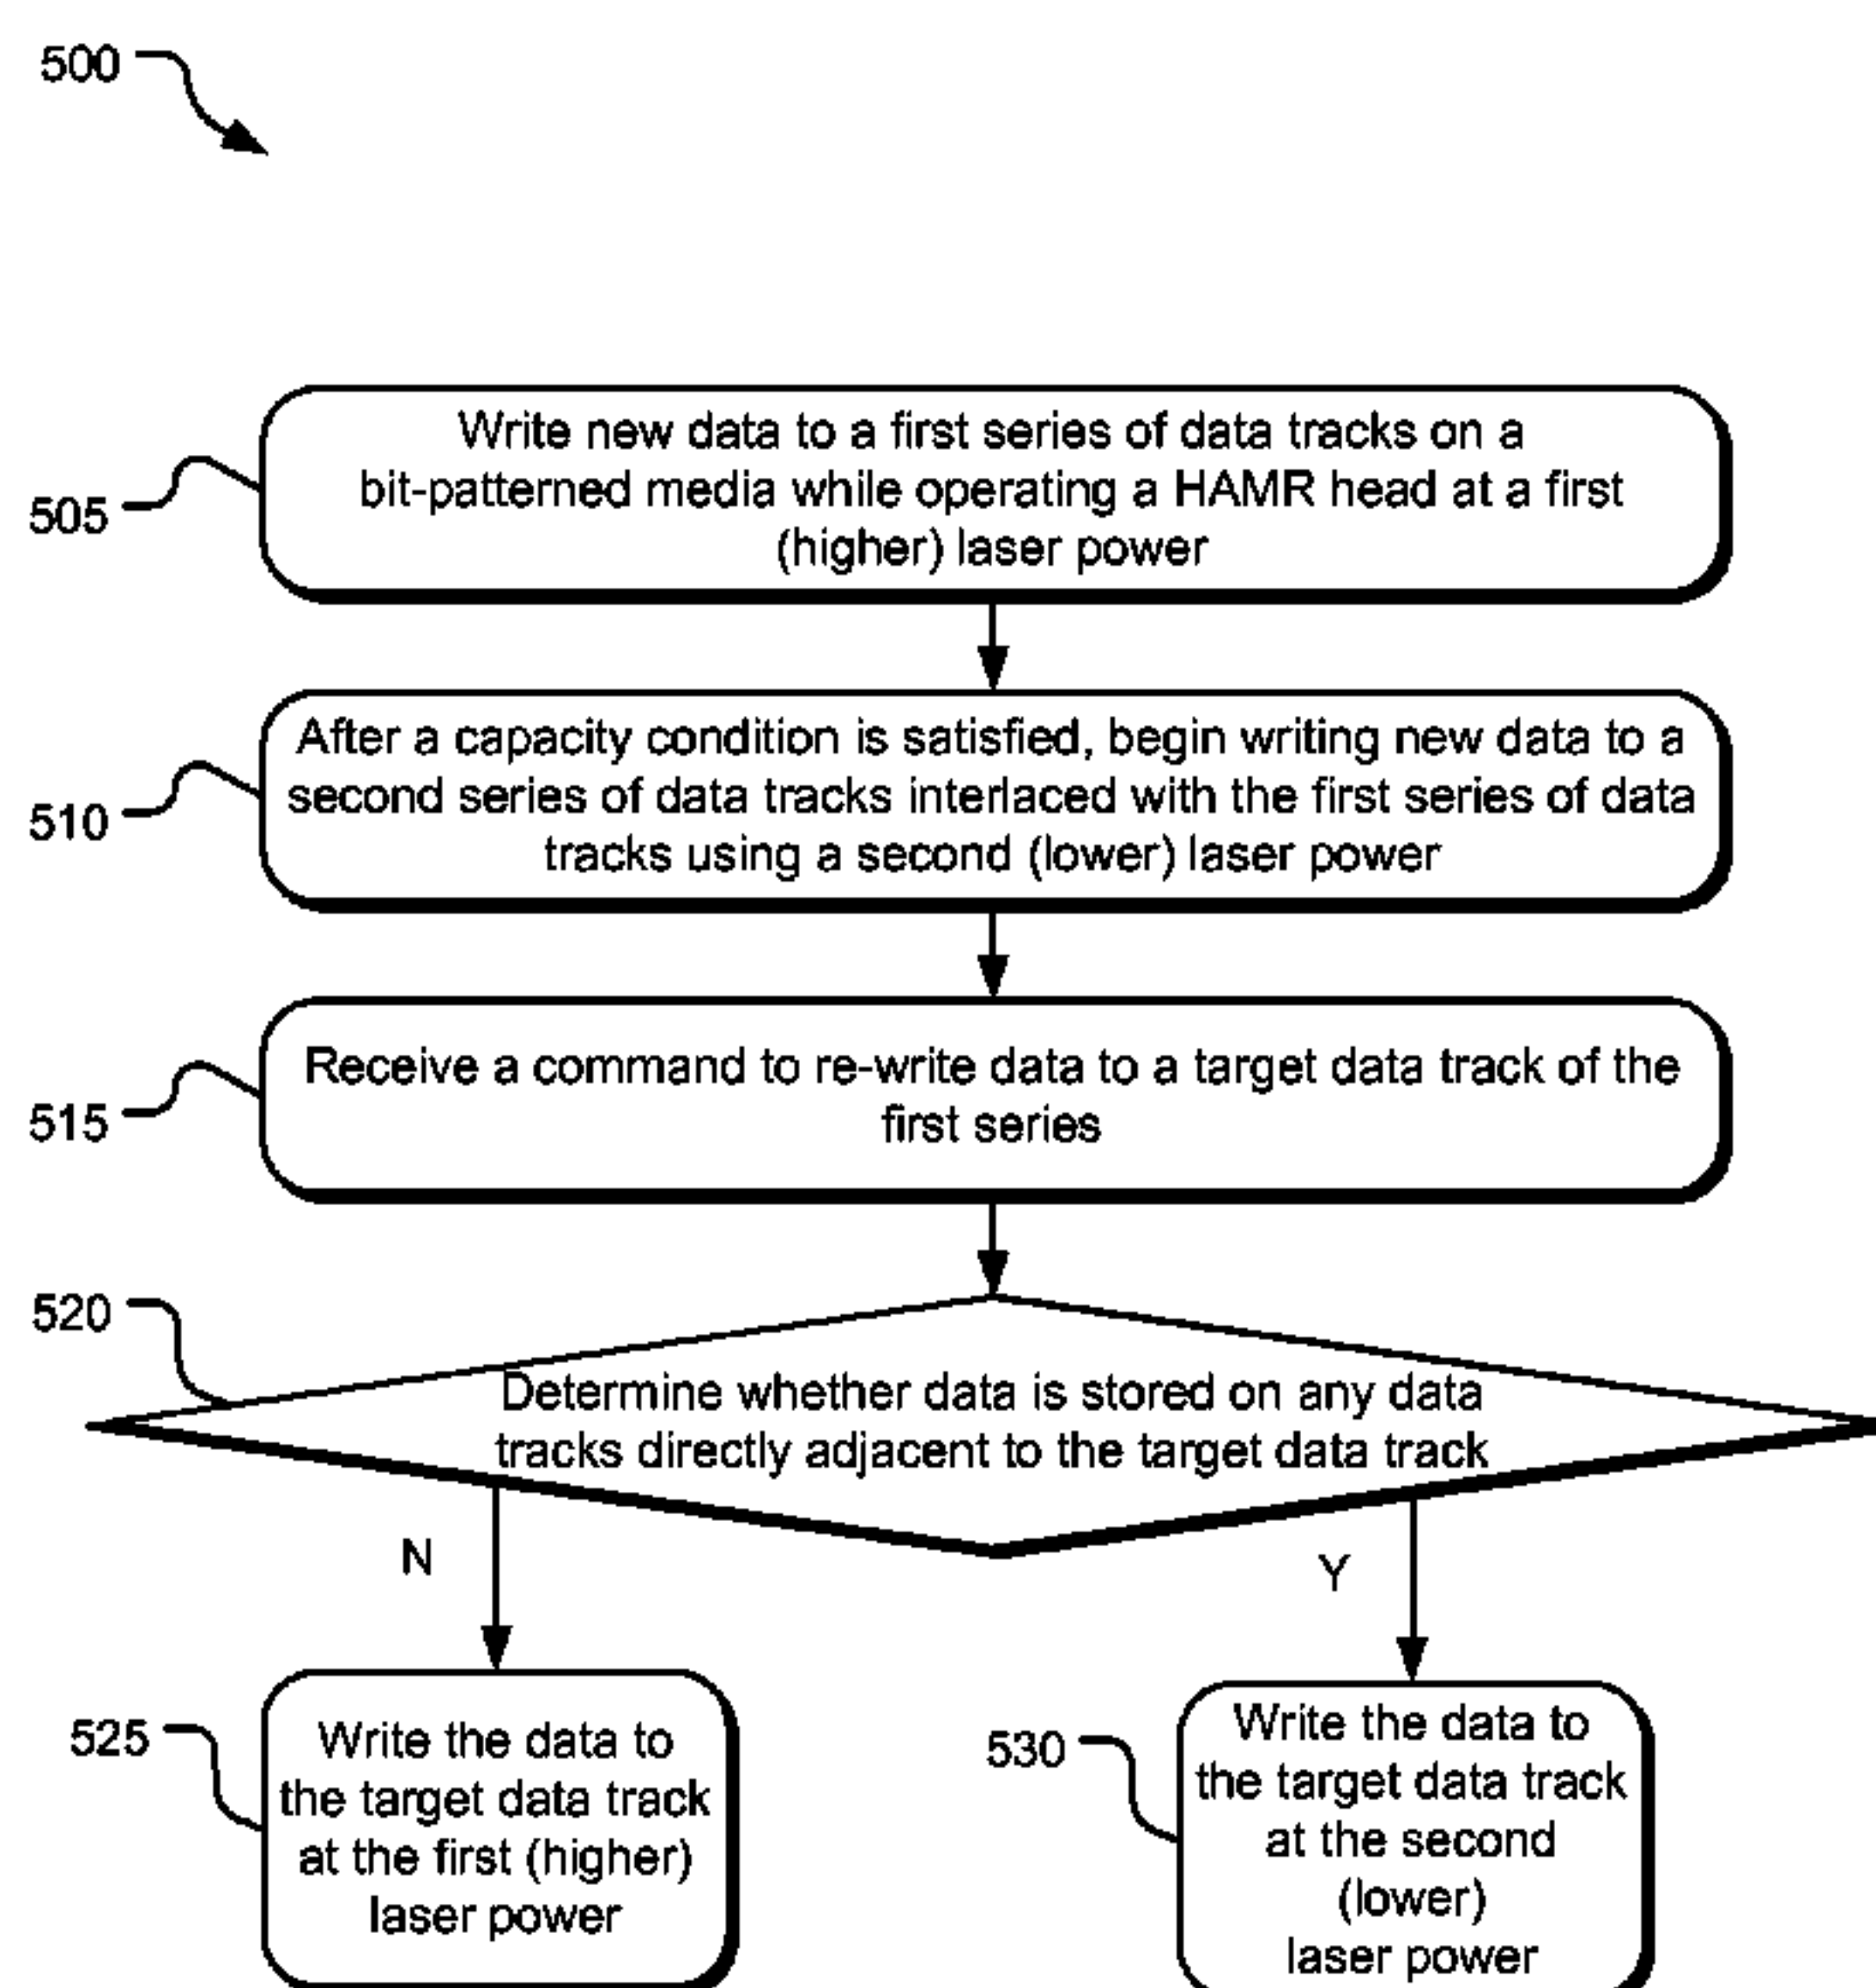 500
Write new data to a first series of data tracks on a
bit-patterned media while operating a HAMR head at a first
(higher) laser power
505
After a capacity condition is satisfied, begin writing new data to a
second series of data tracks interlaced with the first series of data
tracks using a second (lower) laser power
510
Receive a command to re-write data to a target data track of the
first series
515
520
Determine whether data is stored on any data
tracks directly adjacent to the target data track
N
Y
525
Write the data to
the target data track
at the first (higher)
laser power
530
Write the data to
the target data track
at the second
(lower)
laser power